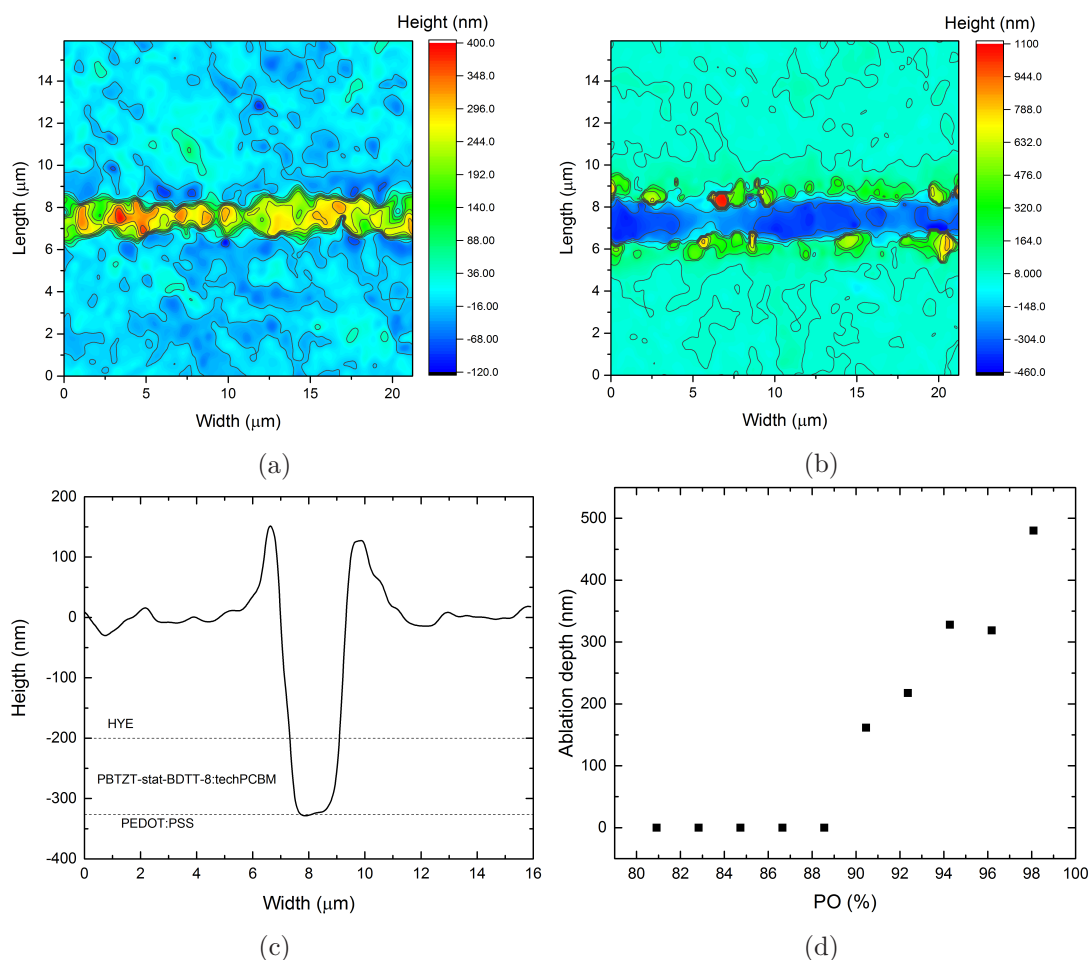 Height (nm)
400.0
348.0
296.0
244.0
192.0
140.0
88.00
36.00
-16.00
-68.00
-120.0
14
12
10
8
6
4
2
0
Length (μm)
0 5 10 15 20
Width (μm)
(a)
Height (nm)
1100
944.0
788.0
632.0
476.0
320.0
164.0
8.000
-148.0
-304.0
-460.0
14
12
10
8
6
4
2
0
Length (μm)
0 5 10 15 20
Width (μm)
(b)
200
100
0
-100
-200
-300
-400
Heigth (nm)
HYE
PBTZT-stat-BDTT-8:techPCBM
PEDOT:PSS
0 2 4 6 8 10 12 14 16
Width (μm)
(c)
500
400
300
200
100
0
Ablation depth (nm)
80 82 84 86 88 90 92 94 96 98 100
PO (%)
(d)